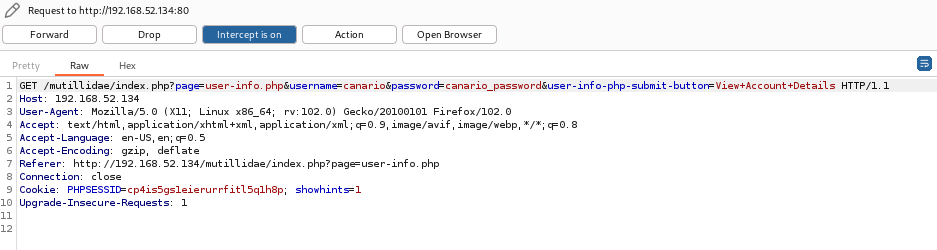 Request to http://192.168.52.134:80
Forward Drop Intercept is on Action Open Browser
Pretty Raw Hex
1 GET /mutillidae/index.php?page=user-info.php&username=canario&password=canario_password&user-info-php-submit-button=View+Account+Details HTTP/1.1
2 Host: 192.168.52.134
3 User-Agent: Mozilla/5.0 (X11; Linux x86_64; rv:102.0) Gecko/20100101 Firefox/102.0
4 Accept: text/html,application/xhtml+xml,application/xml;q=0.9,image/avif,image/webp,*/*;q=0.8
5 Accept-Language: en-US,en;q=0.5
6 Accept-Encoding: gzip, deflate
7 Referer: http://192.168.52.134/mutillidae/index.php?page=user-info.php
8 Connection: close
9 Cookie: PHPSESSID=cp4is5gs1eierurrfitl5q1h8p; showhints=1
10 Upgrade-Insecure-Requests: 1
11
12